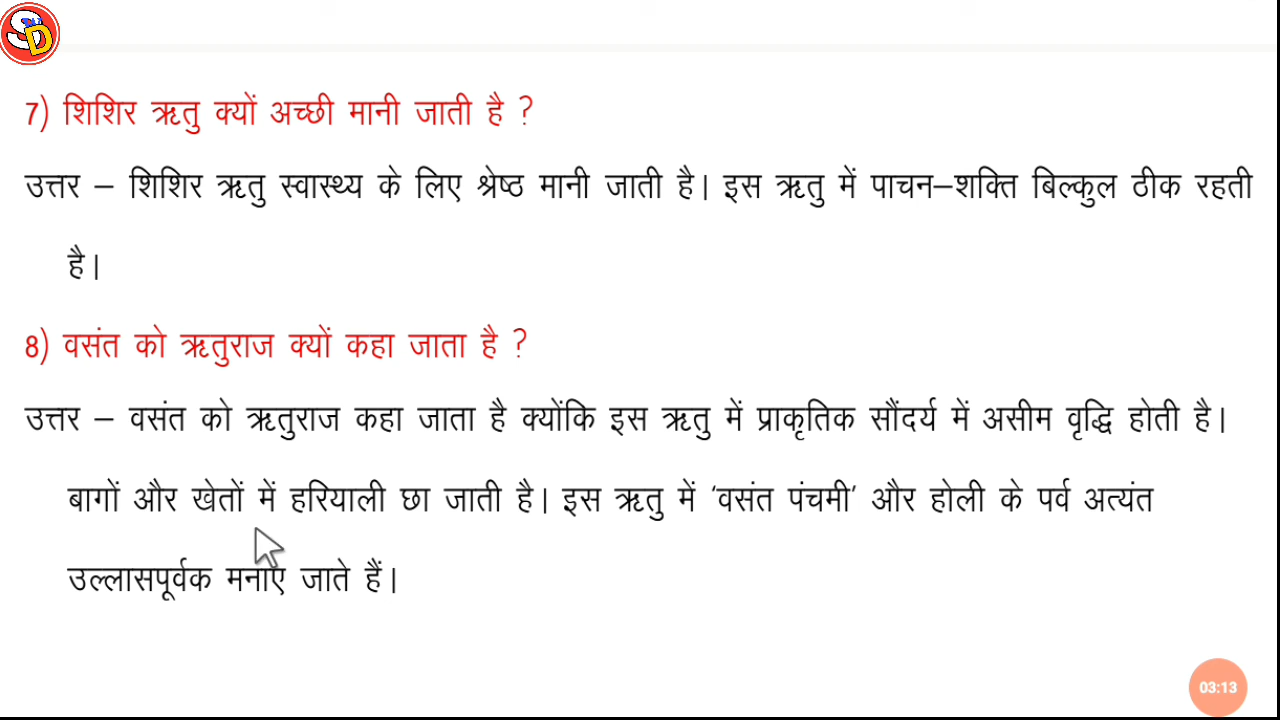 SD
7) शिशिर ऋतु क्यों अच्छी मानी जाती है ?
उत्तर – शिशिर ऋतु स्वास्थ्य के लिए श्रेष्ठ मानी जाती है। इस ऋतु में पाचन–शक्ति बिल्कुल ठीक रहती
है।
8) वसंत को ऋतुराज क्यों कहा जाता है ?
उत्तर – वसंत को ऋतुराज कहा जाता है क्योंकि इस ऋतु में प्राकृतिक सौंदर्य में असीम वृद्धि होती है।
बागों और खेतों में हरियाली छा जाती है। इस ऋतु में ‘वसंत पंचमी’ और होली के पर्व अत्यंत
उल्लासपूर्वक मनाए जाते हैं।
03:13